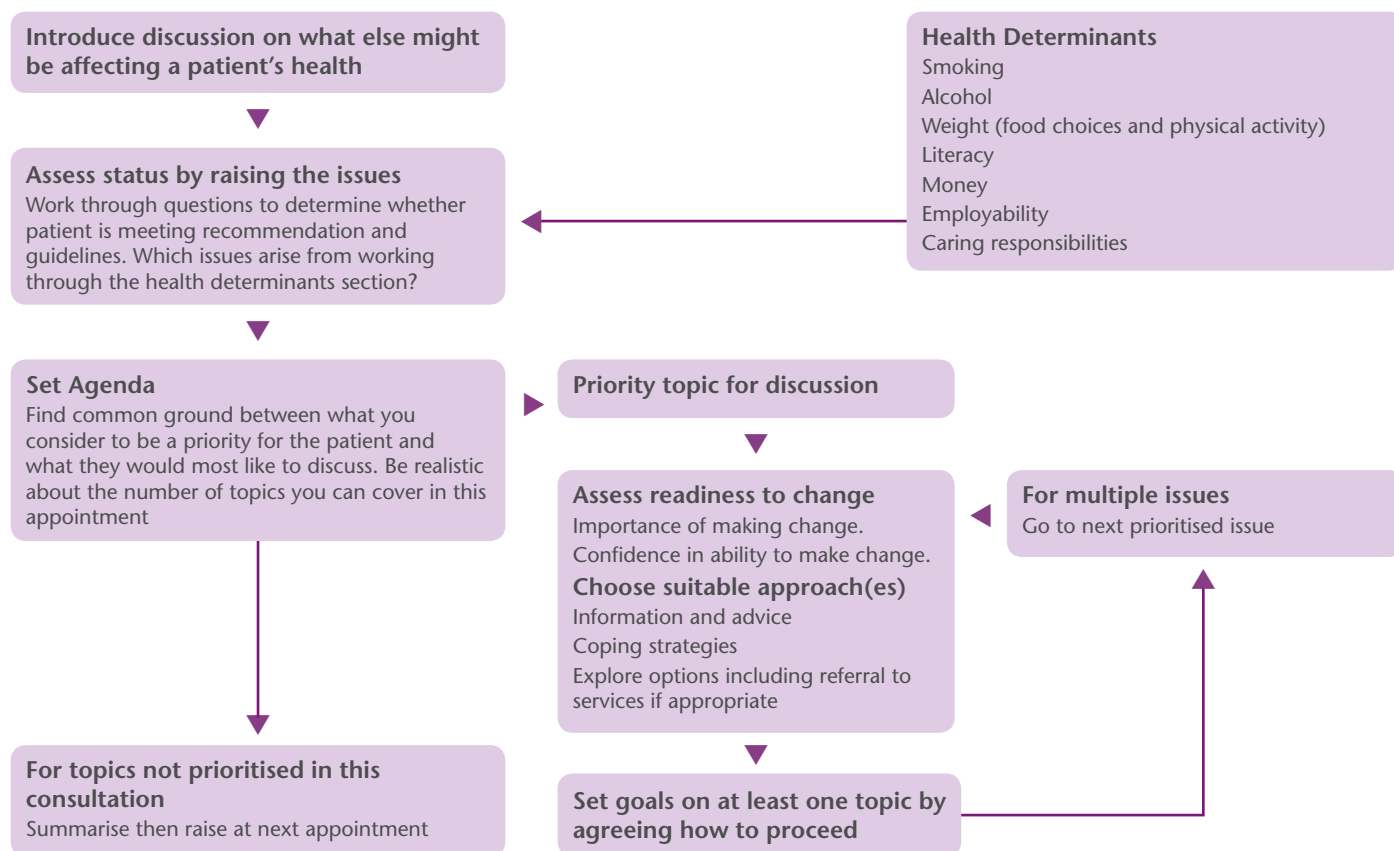 Introduce discussion on what else might
be affecting a patient’s health
Health Determinants
Smoking
Alcohol
Weight (food choices and physical activity)
Literacy
Money
Employability
Caring responsibilities
Assess status by raising the issues
Work through questions to determine whether
patient is meeting recommendation and
guidelines. Which issues arise from working
through the health determinants section?
Set Agenda
Find common ground between what you
consider to be a priority for the patient and
what they would most like to discuss. Be realistic
about the number of topics you can cover in this
appointment
Priority topic for discussion
Assess readiness to change
Importance of making change.
Confidence in ability to make change.
Choose suitable approach(es)
Information and advice
Coping strategies
Explore options including referral to
services if appropriate
For multiple issues
Go to next prioritised issue
For topics not prioritised in this
consultation
Summarise then raise at next appointment
Set goals on at least one topic by
agreeing how to proceed